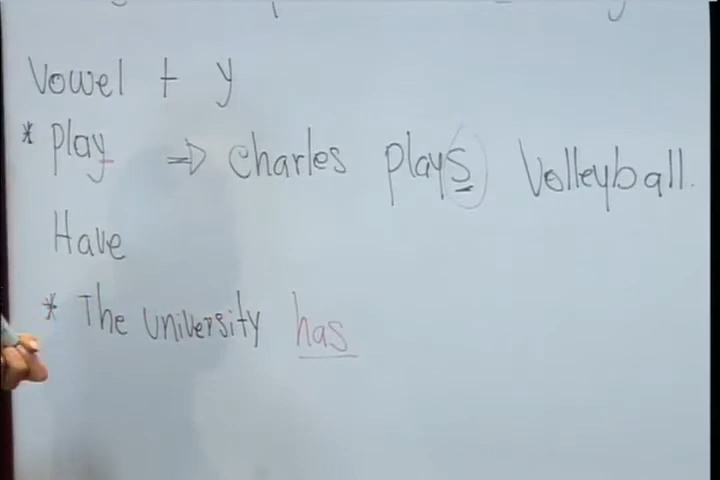 Vowel + y
* Play ⇒ Charles plays Volleyball.
Have
* The university has